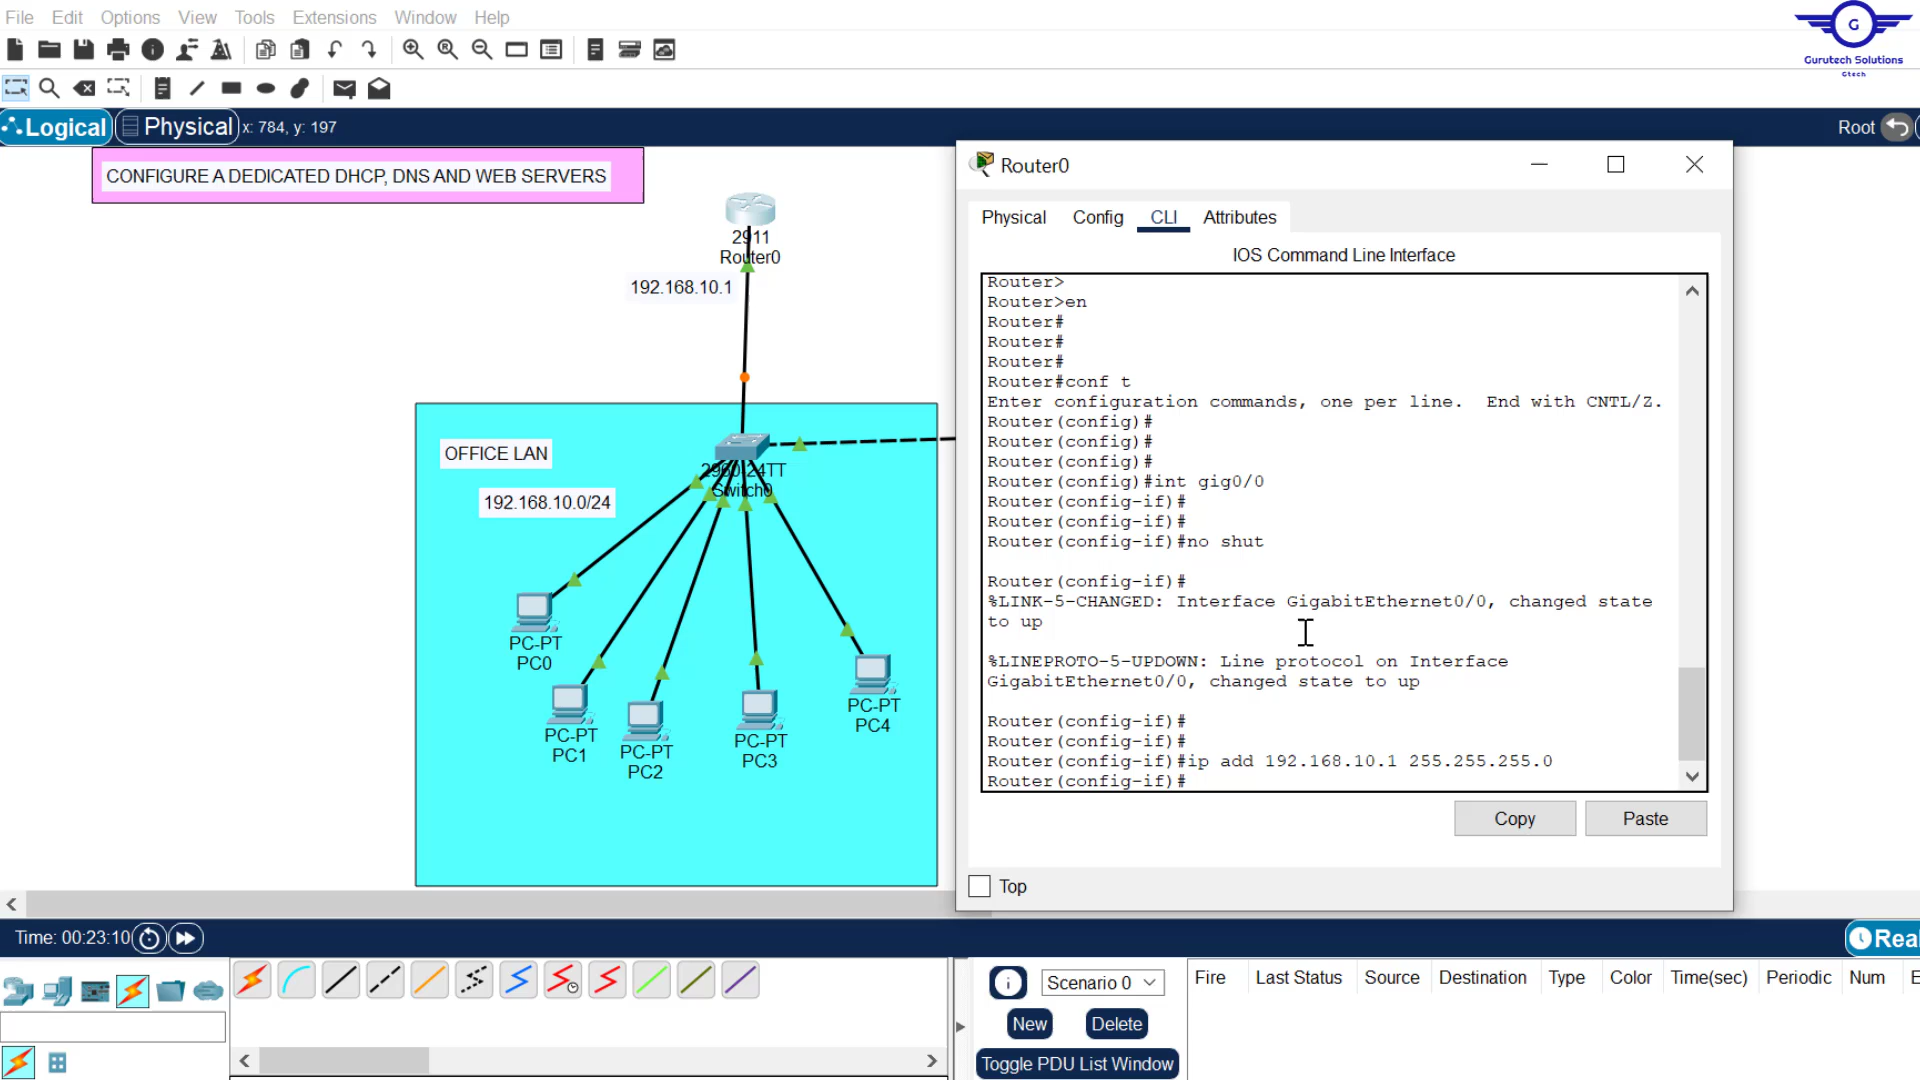 File Edit Options View Tools Extensions Window Help
G
Gurutech Solutions
Gtech
Logical Physical x: 784, y: 197
Root
CONFIGURE A DEDICATED DHCP, DNS AND WEB SERVERS
2911
Router0
192.168.10.1
OFFICE LAN
192.168.10.0/24
2960-24TT
Switch0
PC-PT
PC0
PC-PT
PC1
PC-PT
PC2
PC-PT
PC3
PC-PT
PC4
Router0
Physical Config CLI Attributes
IOS Command Line Interface
Router>
Router>en
Router#
Router#
Router#
Router#conf t
Enter configuration commands, one per line. End with CNTL/Z.
Router(config)#
Router(config)#
Router(config)#
Router(config)#int gig0/0
Router(config-if)#
Router(config-if)#
Router(config-if)#no shut
Router(config-if)#
%LINK-5-CHANGED: Interface GigabitEthernet0/0, changed state
to up
%LINEPROTO-5-UPDOWN: Line protocol on Interface
GigabitEthernet0/0, changed state to up
Router(config-if)#
Router(config-if)#
Router(config-if)#ip add 192.168.10.1 255.255.255.0
Router(config-if)#
Copy Paste
Top
Time: 00:23:10
Real
Scenario 0
New Delete
Toggle PDU List Window
Fire Last Status Source Destination Type Color Time(sec) Periodic Num E